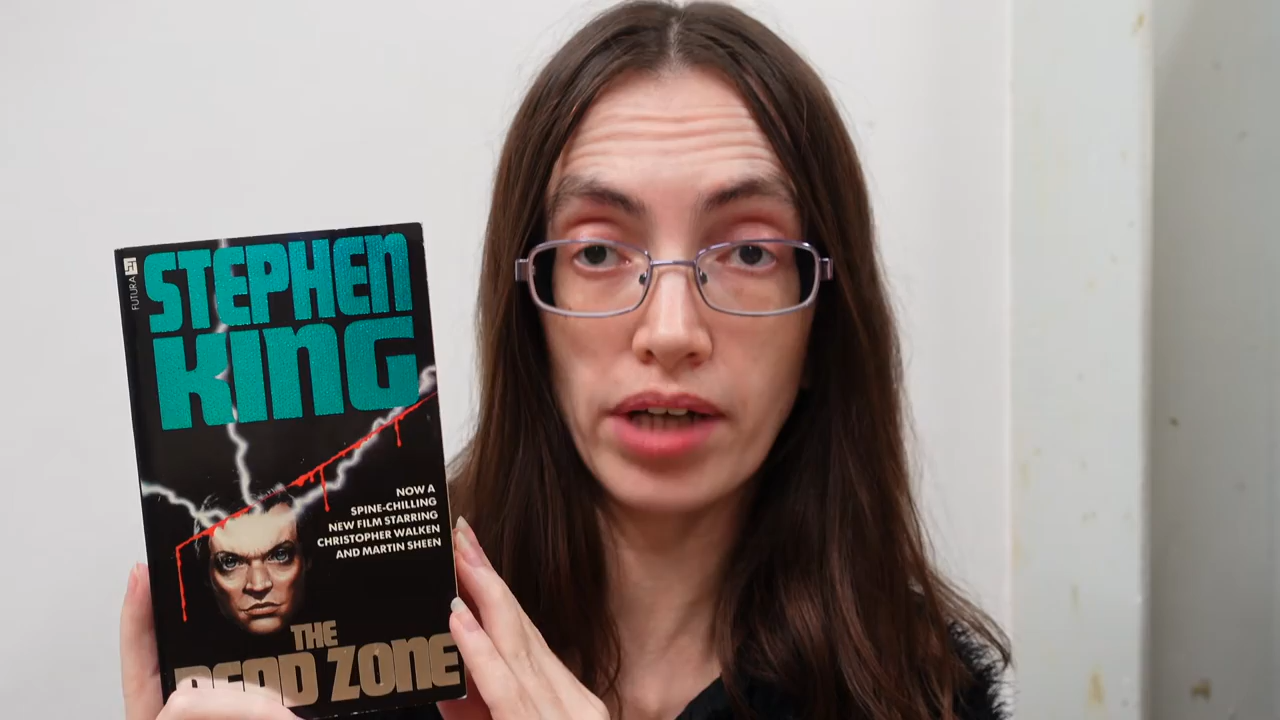 FUTURA
STEPHEN
KING
NOW A
SPINE-CHILLING
NEW FILM STARRING
CHRISTOPHER WALKEN
AND MARTIN SHEEN
THE
DEAD ZONE